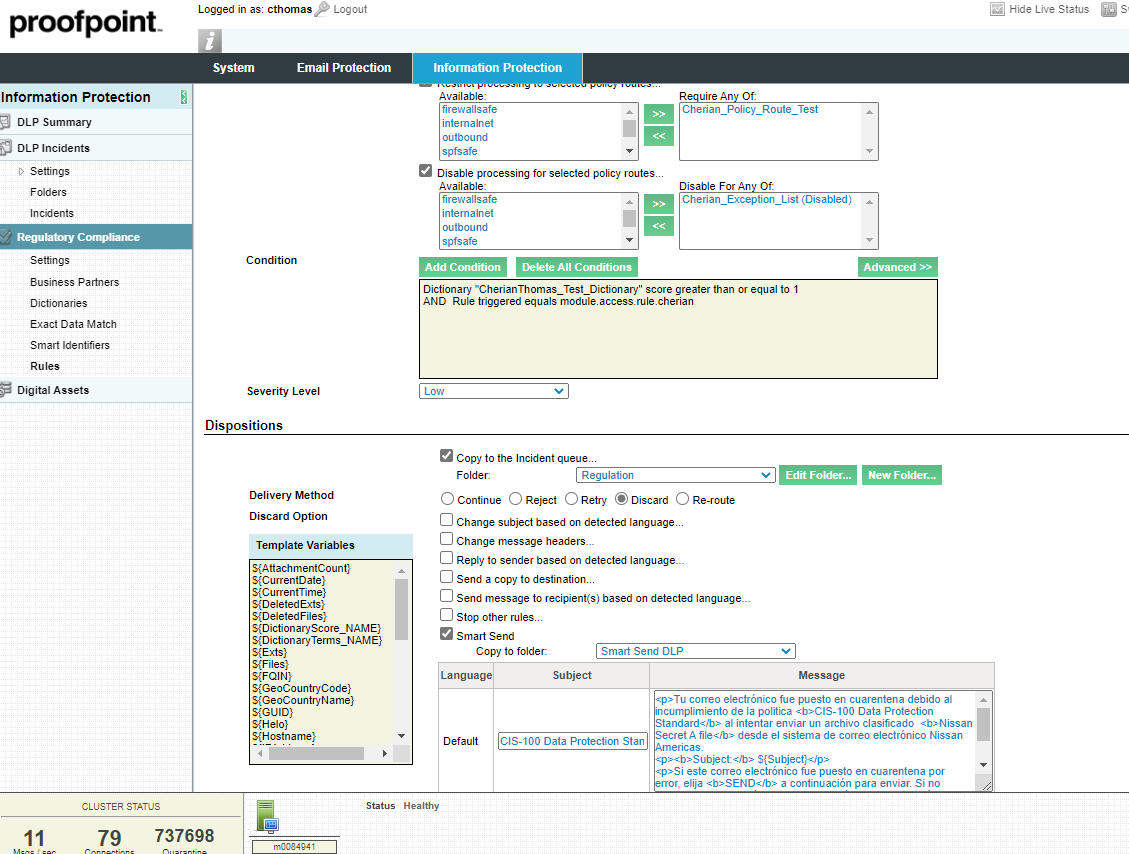 proofpoint.
Logged in as: cthomas Logout
Hide Live Status
System Email Protection Information Protection
Information Protection
DLP Summary
DLP Incidents
Settings
Folders
Incidents
Regulatory Compliance
Settings
Business Partners
Dictionaries
Exact Data Match
Smart Identifiers
Rules
Digital Assets
Restrict processing to selected policy routes...
Available: Require Any Of:
firewallsafe
internalnet
outbound
spfsafe
>>
<<
Cherian_Policy_Route_Test
Disable processing for selected policy routes...
Available: Disable For Any Of:
firewallsafe
internalnet
outbound
spfsafe
>>
<<
Cherian_Exception_List (Disabled)
Condition
Add Condition Delete All Conditions Advanced >>
Dictionary "CherianThomas_Test_Dictionary" score greater than or equal to 1
AND Rule triggered equals module.access.rule.cherian
Severity Level Low
Dispositions
Copy to the Incident queue...
Folder: Regulation Edit Folder... New Folder...
Delivery Method Continue Reject Retry Discard Re-route
Discard Option
Change subject based on detected language...
Change message headers...
Reply to sender based on detected language...
Send a copy to destination...
Send message to recipient(s) based on detected language...
Stop other rules...
Smart Send
Copy to folder: Smart Send DLP
Template Variables
${AttachmentCount}
${CurrentDate}
${CurrentTime}
${DeletedExts}
${DeletedFiles}
${DictionaryScore_NAME}
${DictionaryTerms_NAME}
${Exts}
${Files}
${FQIN}
${GeoCountryCode}
${GeoCountryName}
${GUID}
${Helo}
${Hostname}
Language Subject Message
Default
CIS-100 Data Protection Stan
<p>Tu correo electrónico fue puesto en cuarentena debido al
incumplimiento de la politica <b>CIS-100 Data Protection
Standard</b> al intentar enviar un archivo clasificado <b>Nissan
Secret A file</b> desde el sistema de correo electrónico Nissan
Americas.
<p><b>Subject:</b> ${Subject}</p>
<p>Si este correo electrónico fue puesto en cuarentena por
error, elija <b>SEND</b> a continuación para enviar. Si no
CLUSTER STATUS
11 79 737698
Msgs / sec Connections Quarantine
Status Healthy
m0084941